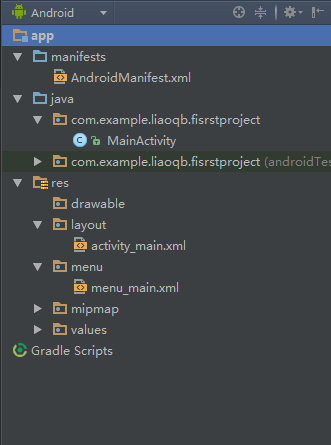 Android
app
manifests
AndroidManifest.xml
java
com.example.liaoqb.fisrstproject
MainActivity
com.example.liaoqb.fisrstproject (androidTes
res
drawable
layout
activity_main.xml
menu
menu_main.xml
mipmap
values
Gradle Scripts